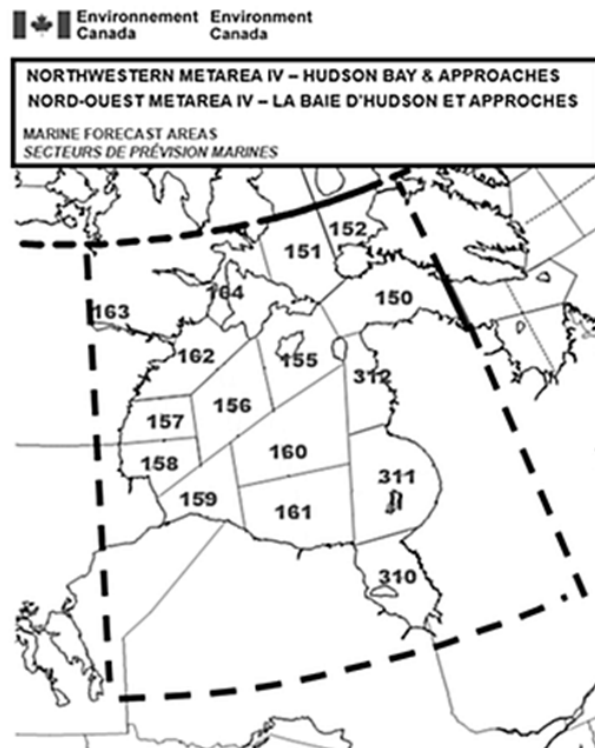 Environnement Environment
Canada Canada
NORTHWESTERN METAREA IV – HUDSON BAY & APPROACHES
NORD-OUEST METAREA IV – LA BAIE D'HUDSON ET APPROCHES
MARINE FORECAST AREAS
SECTEURS DE PRÉVISION MARINES
152
151
164
150
163
162
155
312
156
157
160
158
311
159
161
310